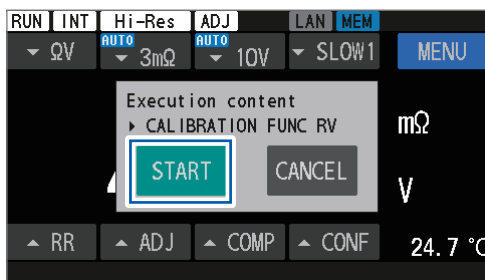 RUN INT Hi-Res ADJ LAN MEM
ΩV AUTO 3mΩ AUTO 10V SLOW1 MENU
Execution content
CALIBRATION FUNC RV
mΩ
START CANCEL
V
RR ADJ COMP CONF 24.7 °C